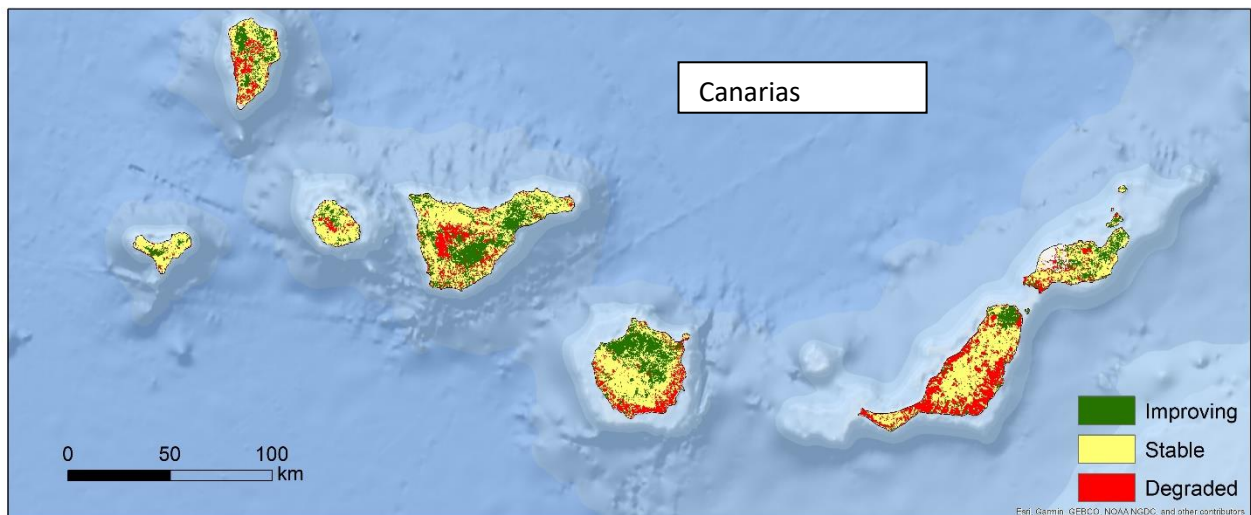 Canarias
Improving
Stable
Degraded
0 50 100
km
Esri, Garmin, GEBCO, NOAA NGDC, and other contributors